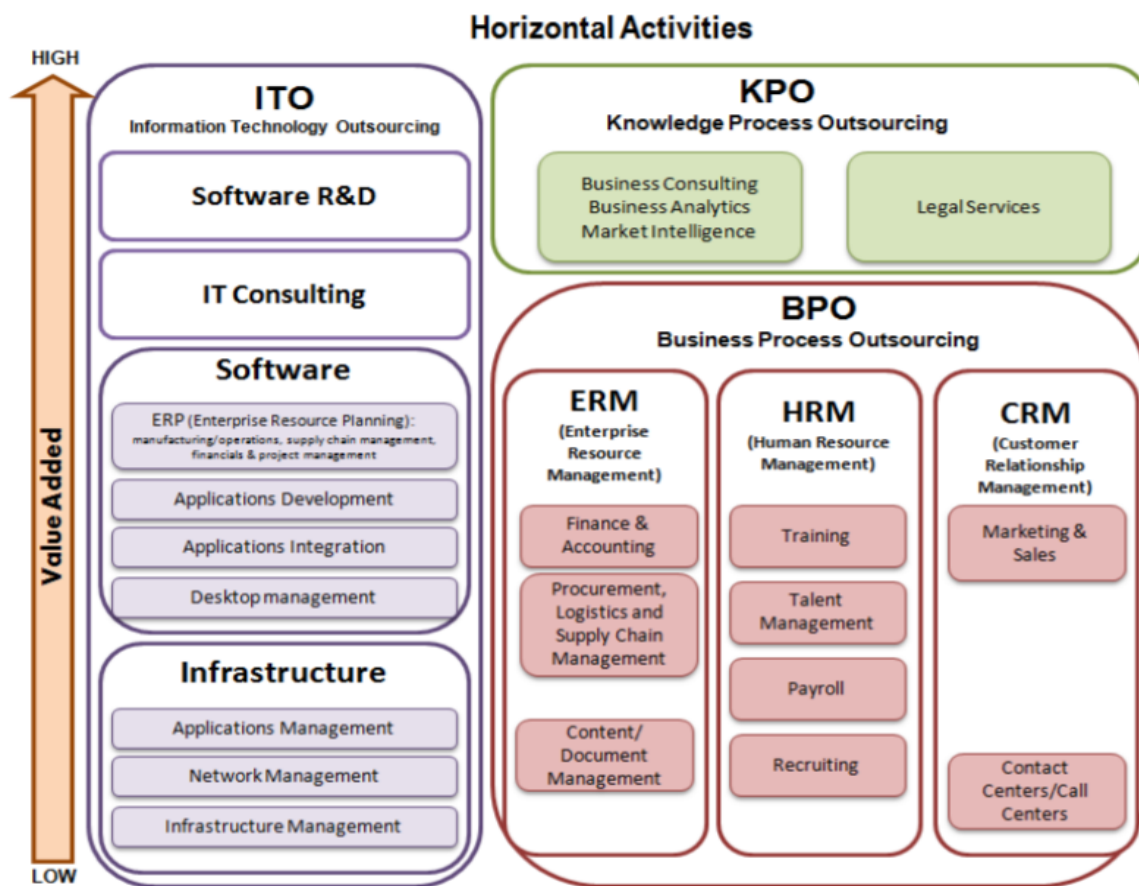 Horizontal Activities
HIGH
Value Added
LOW
ITO
Information Technology Outsourcing
Software R&D
IT Consulting
Software
ERP (Enterprise Resource Planning):
manufacturing/operations, supply chain management,
financials & project management
Applications Development
Applications Integration
Desktop management
Infrastructure
Applications Management
Network Management
Infrastructure Management
KPO
Knowledge Process Outsourcing
Business Consulting
Business Analytics
Market Intelligence
Legal Services
BPO
Business Process Outsourcing
ERM
(Enterprise
Resource
Management)
Finance &
Accounting
Procurement,
Logistics and
Supply Chain
Management
Content/
Document
Management
HRM
(Human Resource
Management)
Training
Talent
Management
Payroll
Recruiting
CRM
(Customer
Relationship
Management)
Marketing &
Sales
Contact
Centers/Call
Centers